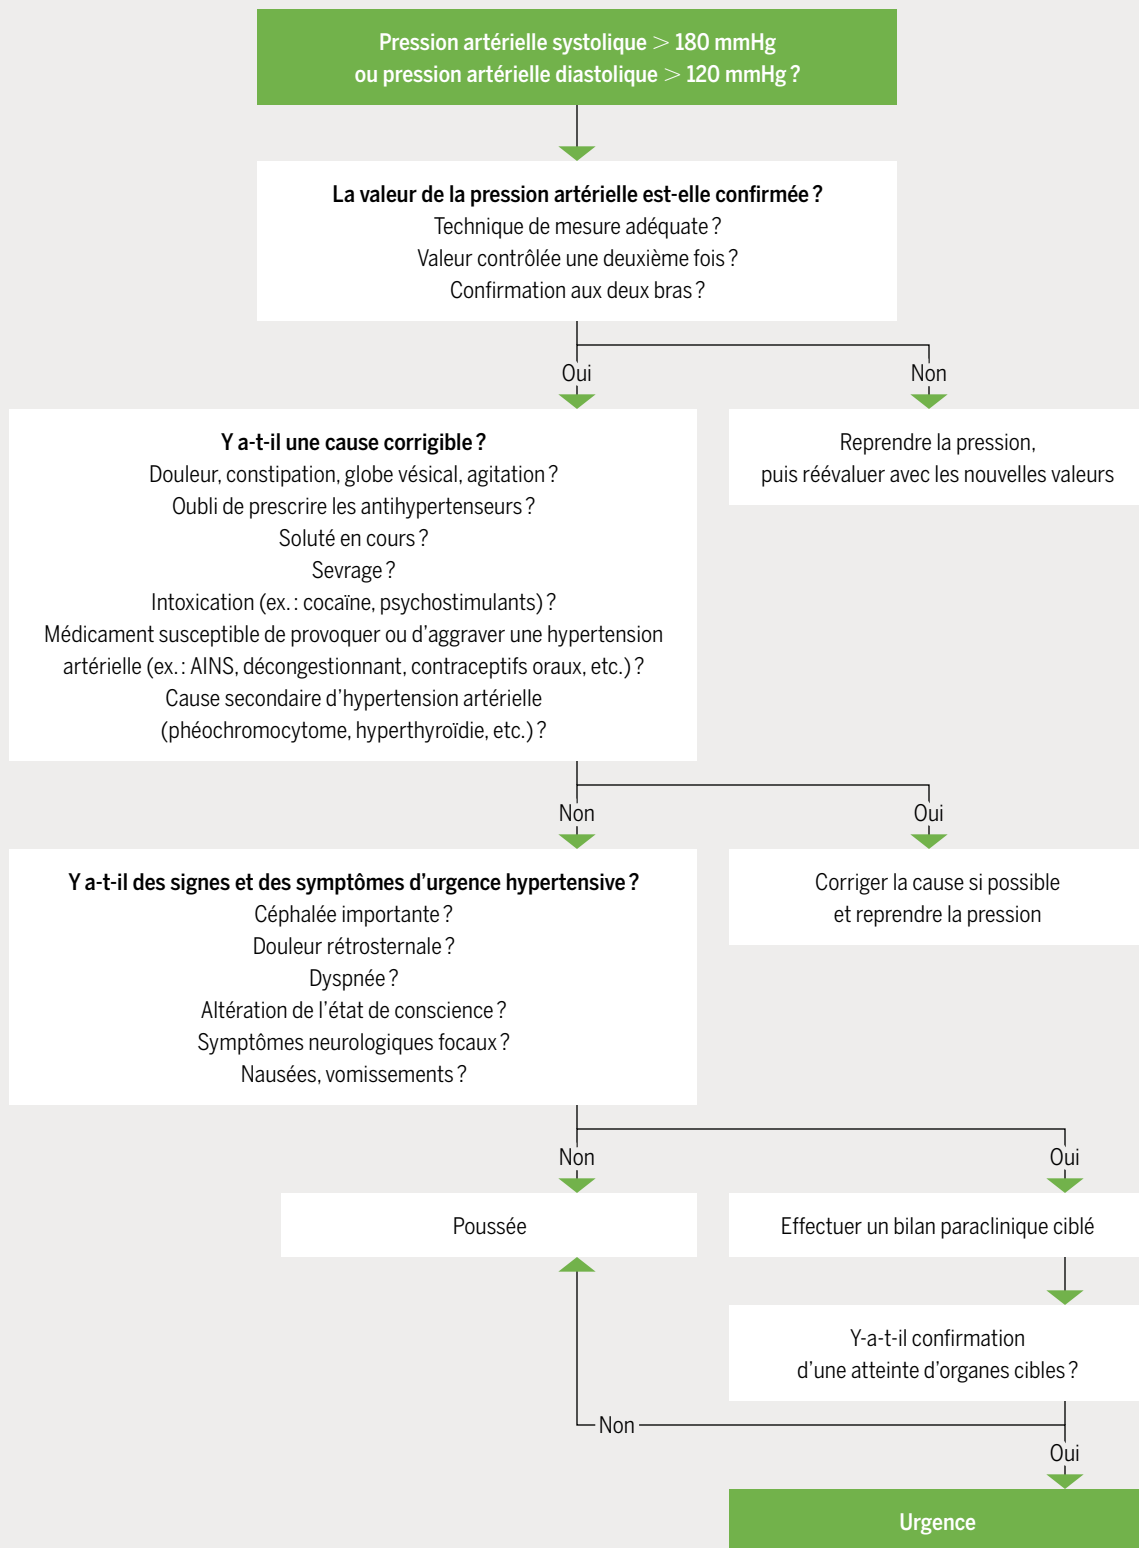 Pression artérielle systolique > 180 mmHg
ou pression artérielle diastolique > 120 mmHg ?
La valeur de la pression artérielle est-elle confirmée ?
Technique de mesure adéquate ?
Valeur contrôlée une deuxième fois ?
Confirmation aux deux bras ?
Oui
Non
Y a-t-il une cause corrigible ?
Douleur, constipation, globe vésical, agitation ?
Oubli de prescrire les antihypertenseurs ?
Soluté en cours ?
Sevrage ?
Intoxication (ex. : cocaïne, psychostimulants) ?
Médicament susceptible de provoquer ou d'aggraver une hypertension
artérielle (ex. : AINS, décongestionnant, contraceptifs oraux, etc.) ?
Cause secondaire d'hypertension artérielle
(phéochromocytome, hyperthyroïdie, etc.) ?
Reprendre la pression,
puis réévaluer avec les nouvelles valeurs
Non
Oui
Y a-t-il des signes et des symptômes d'urgence hypertensive ?
Céphalée importante ?
Douleur rétrosternale ?
Dyspnée ?
Altération de l'état de conscience ?
Symptômes neurologiques focaux ?
Nausées, vomissements ?
Corriger la cause si possible
et reprendre la pression
Non
Oui
Poussée
Effectuer un bilan paraclinique ciblé
Y-a-t-il confirmation
d'une atteinte d'organes cibles ?
Non
Oui
Urgence